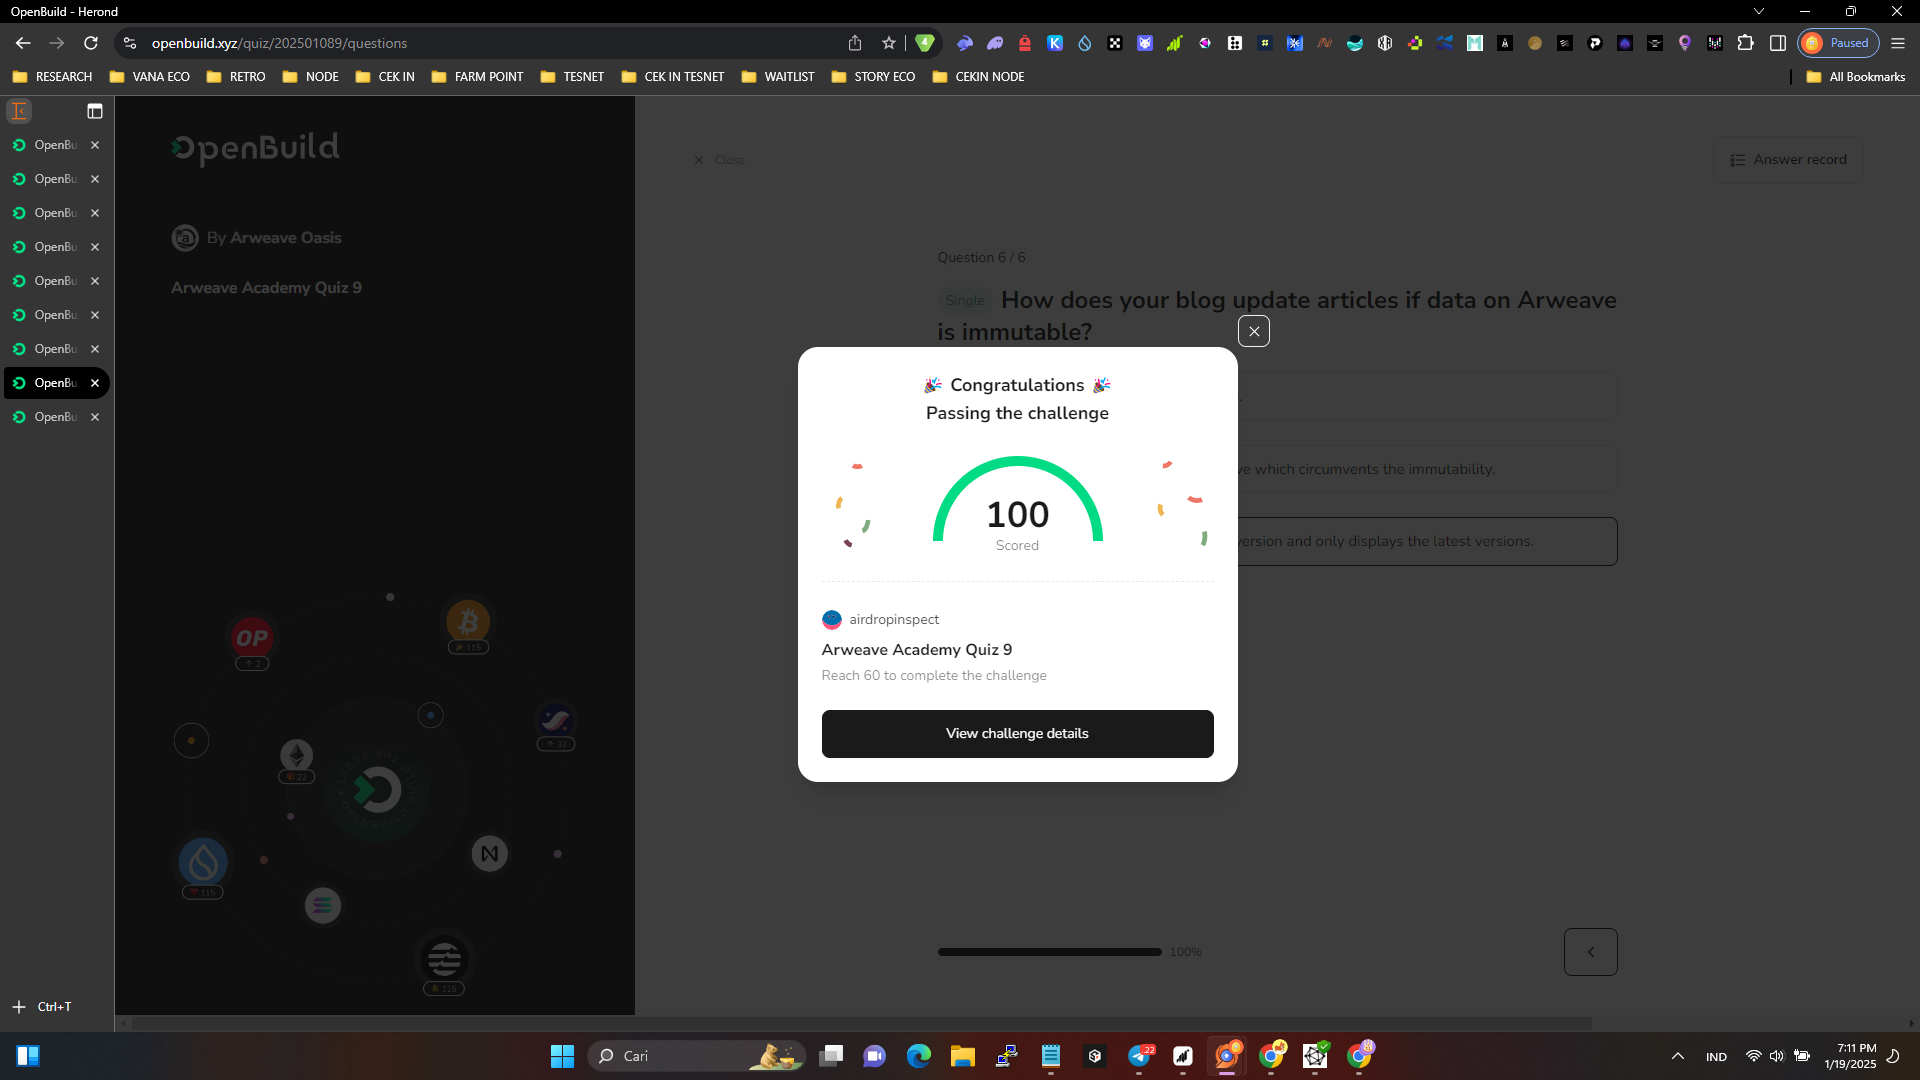 OpenBuild - Herond
openbuild.xyz/quiz/202501089/questions
Paused
RESEARCH
VANA ECO
RETRO
NODE
CEK IN
FARM POINT
TESNET
CEK IN TESNET
WAITLIST
STORY ECO
CEKIN NODE
All Bookmarks
OpenBu
OpenBu
OpenBu
OpenBu
OpenBu
OpenBu
OpenBu
OpenBu
OpenBu
Ctrl+T
OpenBuild
By Arweave Oasis
Arweave Academy Quiz 9
OP
2
115
22
32
115
115
Close
Answer record
Question 6 / 6
Single How does your blog update articles if data on Arweave
is immutable?
which circumvents the immutability.
version and only displays the latest versions.
Congratulations
Passing the challenge
100
Scored
airdropinspect
Arweave Academy Quiz 9
Reach 60 to complete the challenge
View challenge details
100%
Cari
22
IND
7:11 PM
1/19/2025